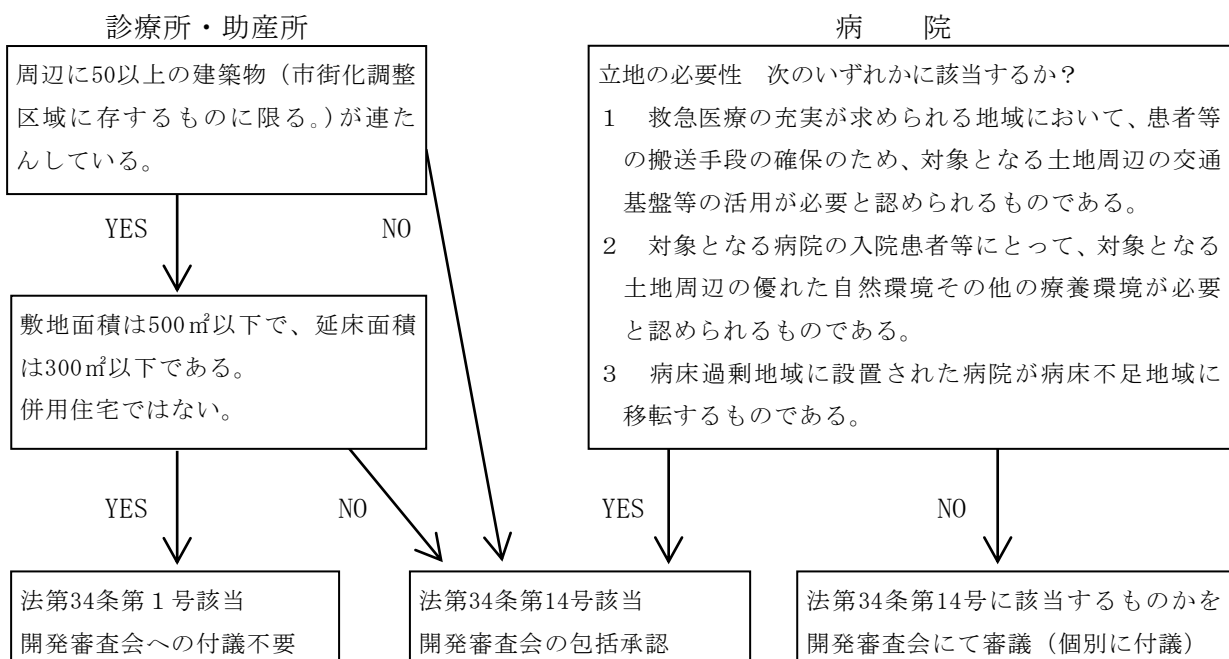 診療所・助産所
周辺に50以上の建築物（市街化調整
区域に存するものに限る。）が連た
んしている。
YES
NO
敷地面積は500㎡以下で、延床面積
は300㎡以下である。
併用住宅ではない。
YES
NO
法第34条第１号該当
開発審査会への付議不要
病　　院
立地の必要性　次のいずれかに該当するか？
１　救急医療の充実が求められる地域において、患者等
の搬送手段の確保のため、対象となる土地周辺の交通
基盤等の活用が必要と認められるものである。
２　対象となる病院の入院患者等にとって、対象となる
土地周辺の優れた自然環境その他の療養環境が必要
と認められるものである。
３　病床過剰地域に設置された病院が病床不足地域に
移転するものである。
YES
NO
法第34条第14号該当
開発審査会の包括承認
法第34条第14号に該当するものかを
開発審査会にて審議（個別に付議）